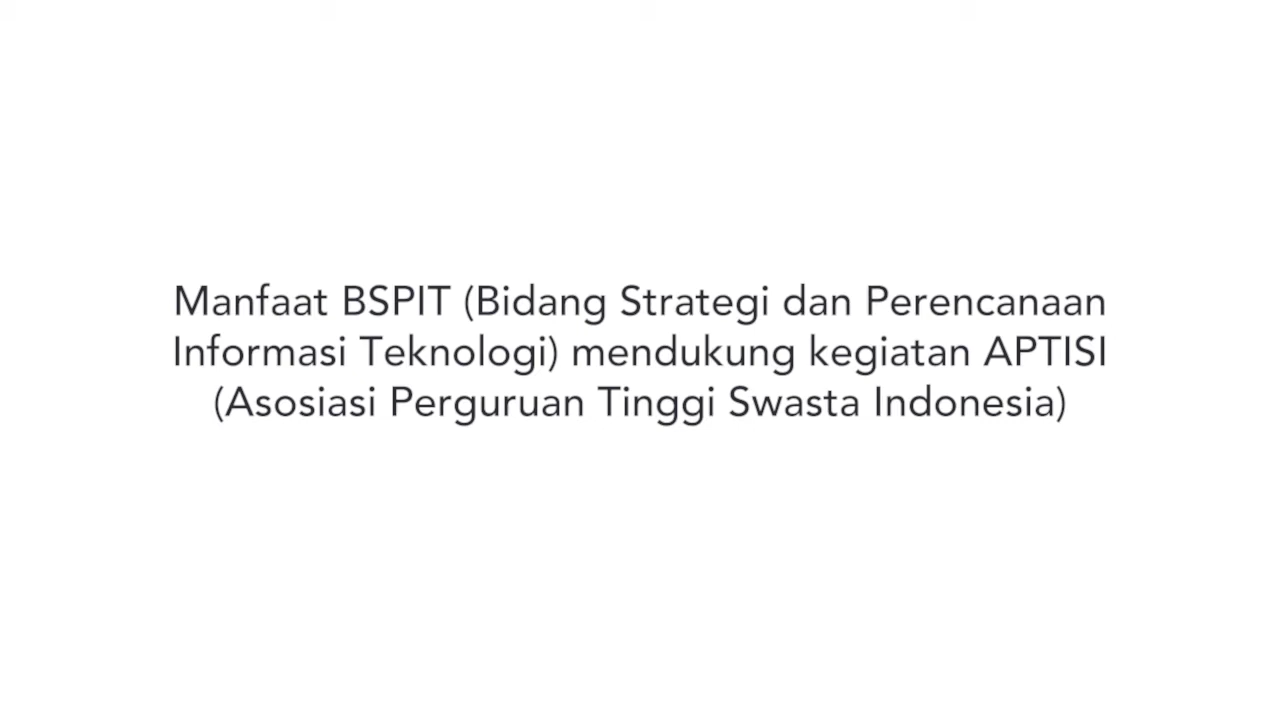 Manfaat BSPIT (Bidang Strategi dan Perencanaan
Informasi Teknologi) mendukung kegiatan APTISI
(Asosiasi Perguruan Tinggi Swasta Indonesia)